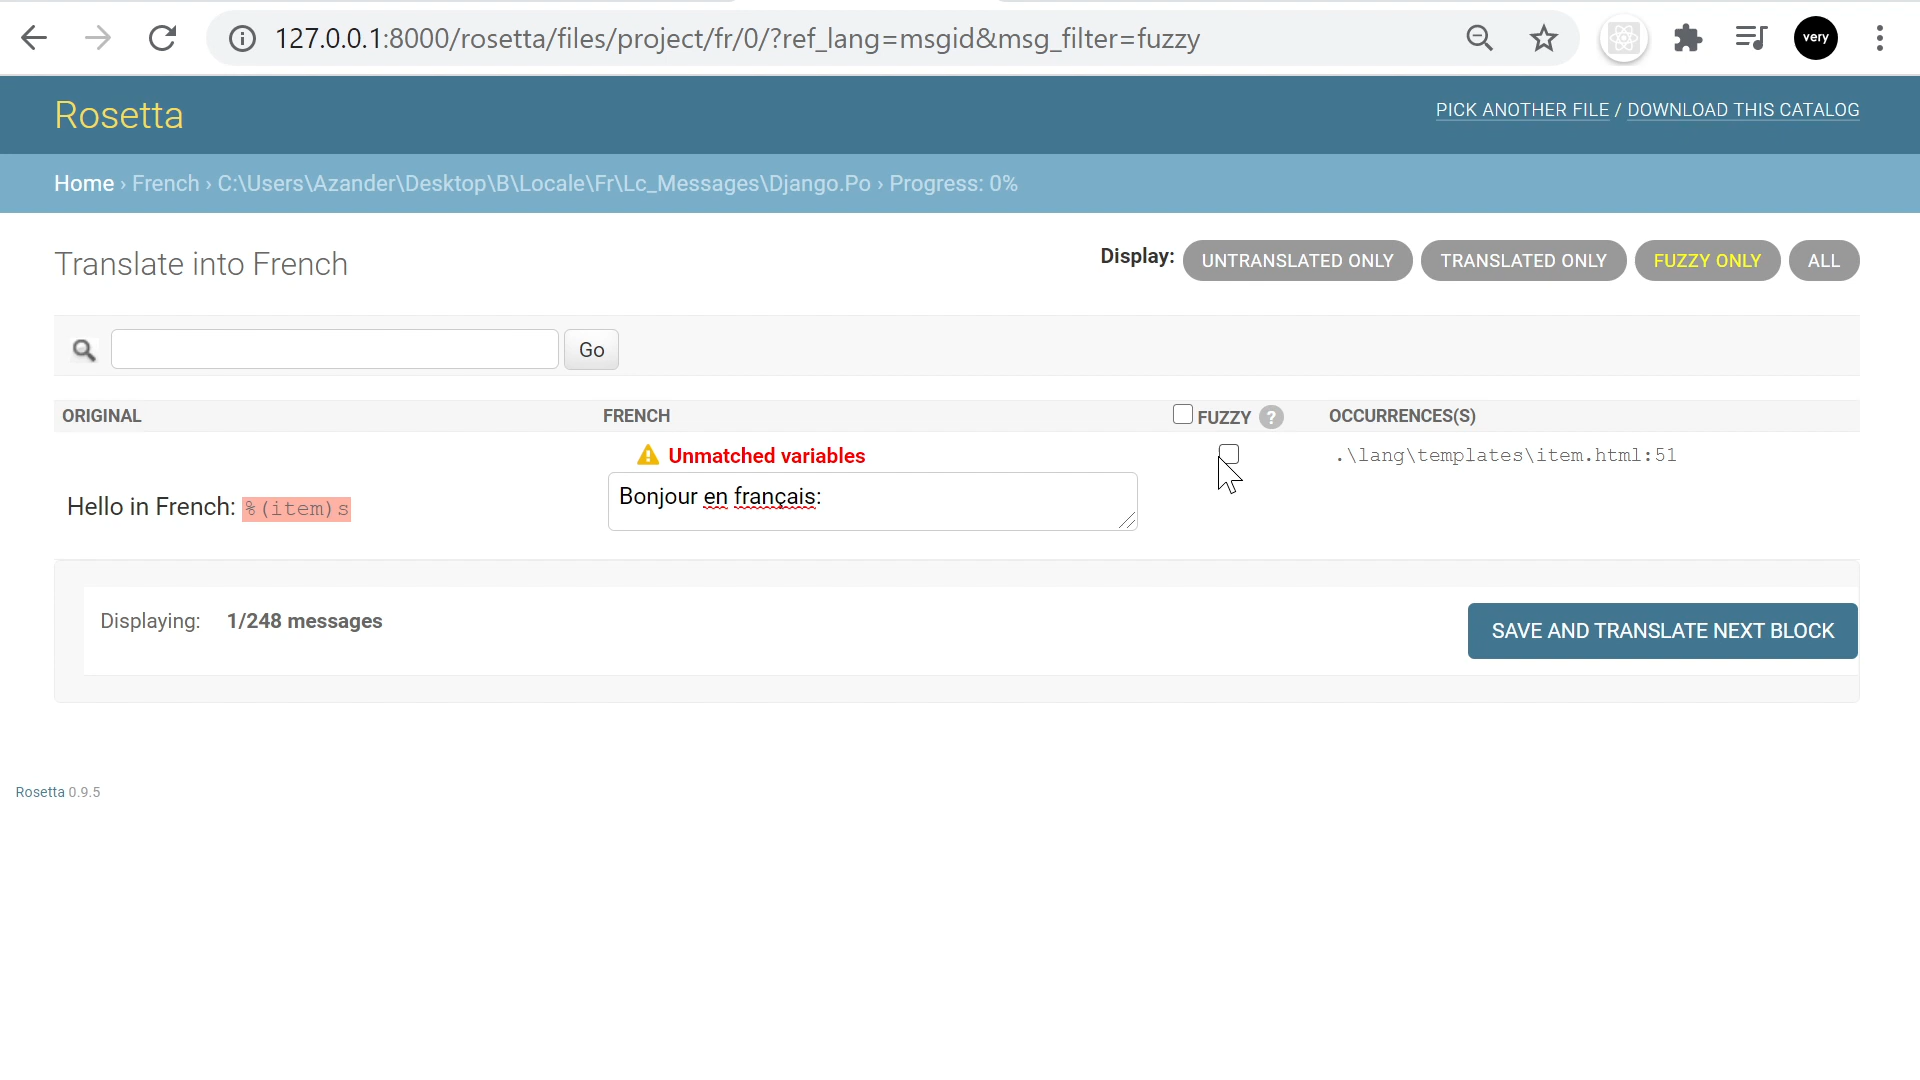 127.0.0.1:8000/rosetta/files/project/fr/0/?ref_lang=msgid&msg_filter=fuzzy
very
Rosetta
PICK ANOTHER FILE / DOWNLOAD THIS CATALOG
Home › French › C:\Users\Azander\Desktop\B\Locale\Fr\Lc_Messages\Django.Po › Progress: 0%
Translate into French
Display: UNTRANSLATED ONLY TRANSLATED ONLY FUZZY ONLY ALL
Go
ORIGINAL FRENCH FUZZY ? OCCURRENCES(S)
Unmatched variables
.\lang\templates\item.html:51
Hello in French: %(item)s
Bonjour en français:
Displaying: 1/248 messages
SAVE AND TRANSLATE NEXT BLOCK
Rosetta 0.9.5